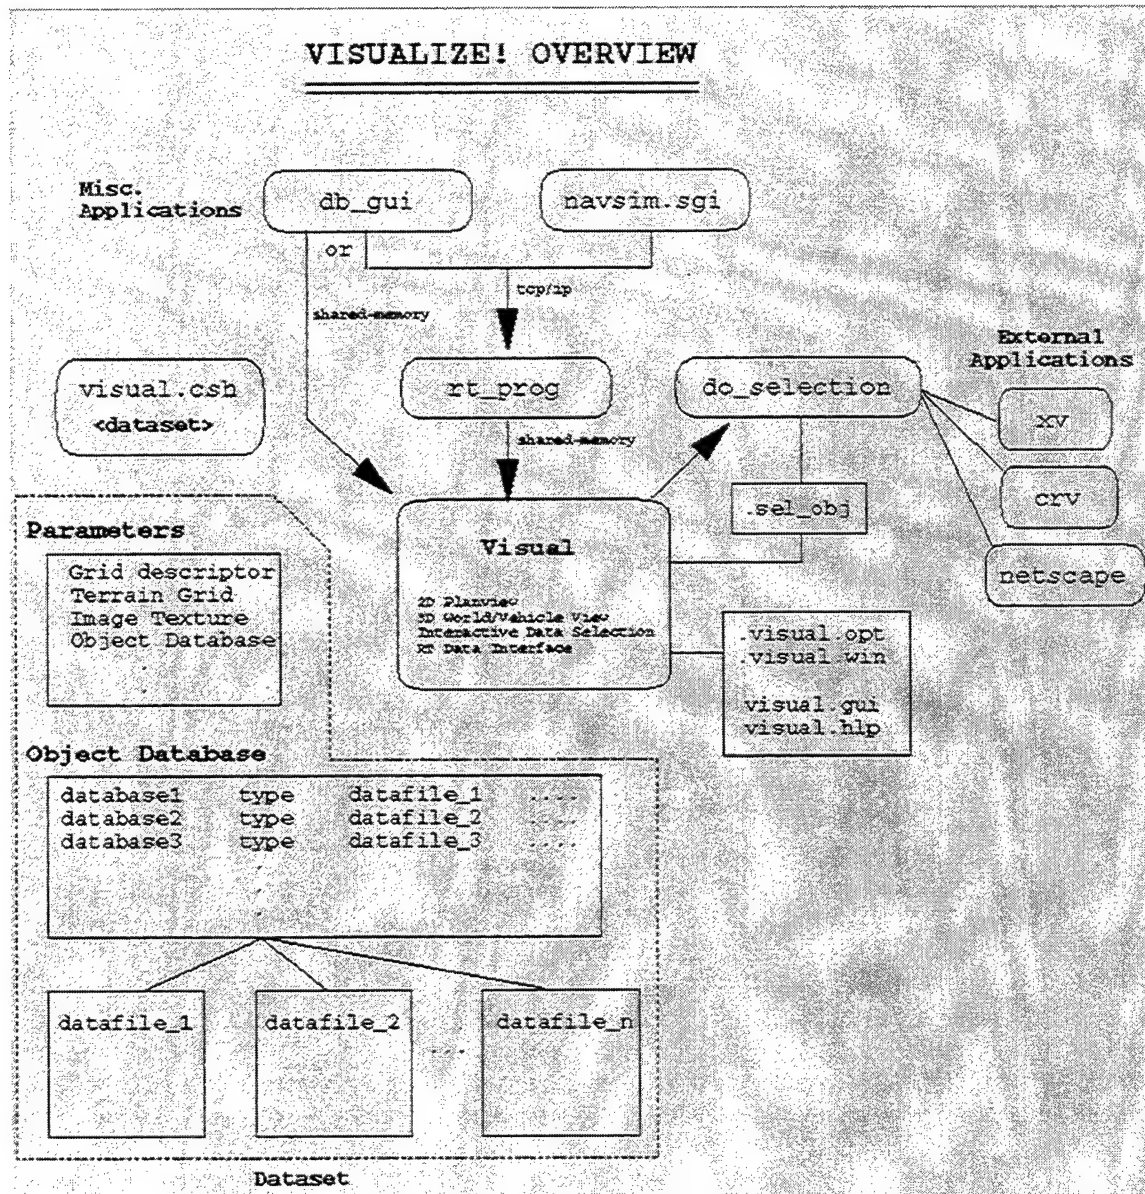 VISUALIZE! OVERVIEW
Misc.
Applications
db_gui
navsim.sgi
or
tcp/ip
shared-memory
External
Applications
visual.csh
<dataset>
rt_prog
do_selection
xv
shared-memory
crv
.sel_obj
netscape
Parameters
Grid descriptor
Terrain Grid
Image Texture
Object Database
.
.
Visual
2D Planview
3D World/Vehicle View
Interactive Data Selection
RT Data Interface
.visual.opt
.visual.win
visual.gui
visual.hlp
Object Database
database1 type datafile_1 ....
database2 type datafile_2 ....
database3 type datafile_3 ....
.
.
.
datafile_1
datafile_2
....
datafile_n
Dataset